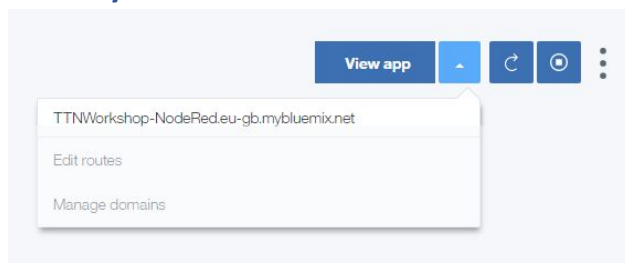 View app
TTNWorkshop-NodeRed.eu-gb.mybluemix.net
Edit routes
Manage domains